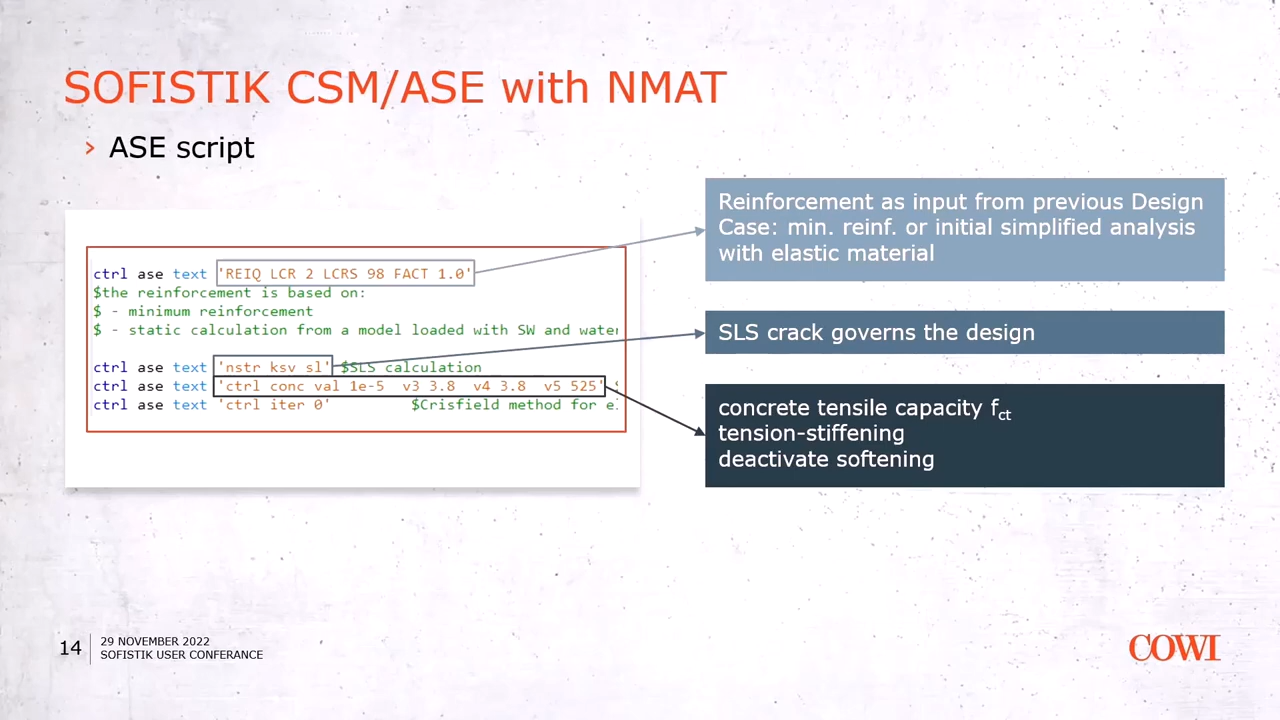 SOFISTIK CSM/ASE with NMAT
› ASE script
ctrl ase text 'REIQ LCR 2 LCRS 98 FACT 1.0'
$the reinforcement is based on:
$ - minimum reinforcement
$ - static calculation from a model loaded with SW and water
ctrl ase text 'nstr ksv sl' $SLS calculation
ctrl ase text 'ctrl conc val 1e-5 v3 3.8 v4 3.8 v5 525'
ctrl ase text 'ctrl iter 0' $Crisfield method for e
Reinforcement as input from previous Design
Case: min. reinf. or initial simplified analysis
with elastic material
SLS crack governs the design
concrete tensile capacity fct
tension-stiffening
deactivate softening
14
29 NOVEMBER 2022
SOFISTIK USER CONFERANCE
COWI